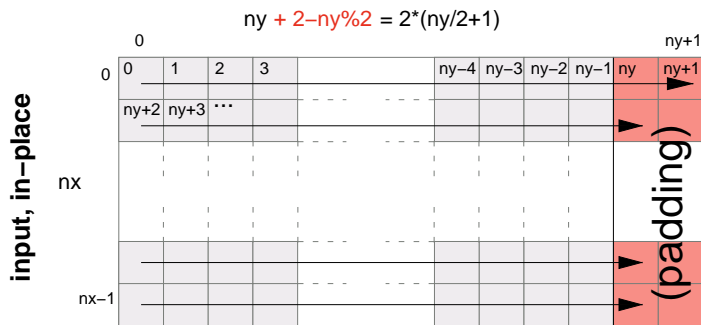 ny + 2−ny%2 = 2*(ny/2+1)
0 ny+1
0 0 1 2 3 ny−4 ny−3 ny−2 ny−1 ny ny+1
ny+2 ny+3 ...
nx
nx−1
input, in−place
(padding)